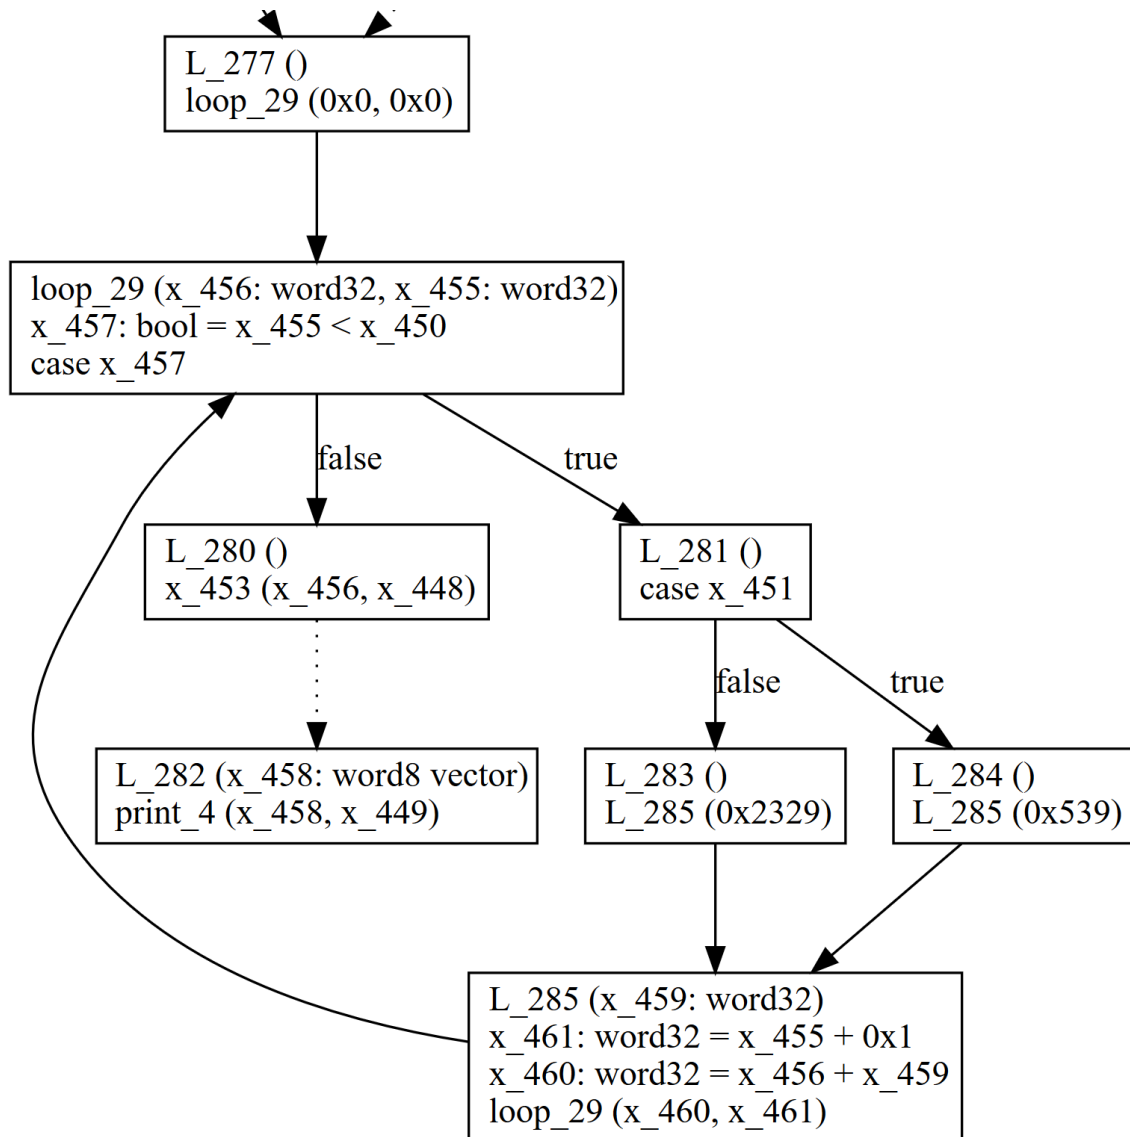 L_277 ()
loop_29 (0x0, 0x0)
loop_29 (x_456: word32, x_455: word32)
x_457: bool = x_455 < x_450
case x_457
false
true
L_280 ()
x_453 (x_456, x_448)
L_281 ()
case x_451
false
true
L_282 (x_458: word8 vector)
print_4 (x_458, x_449)
L_283 ()
L_285 (0x2329)
L_284 ()
L_285 (0x539)
L_285 (x_459: word32)
x_461: word32 = x_455 + 0x1
x_460: word32 = x_456 + x_459
loop_29 (x_460, x_461)